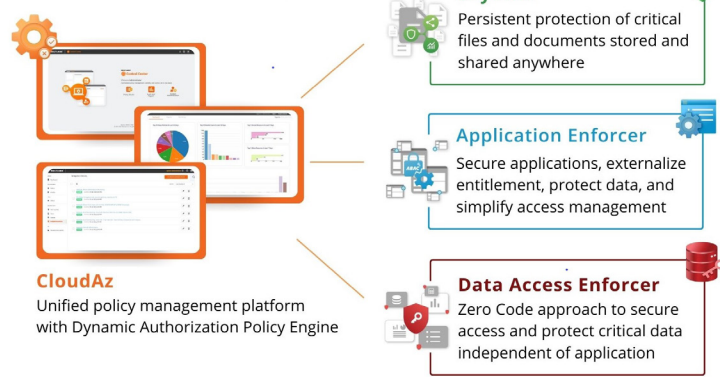 Persistent protection of critical
files and documents stored and
shared anywhere
Application Enforcer
Secure applications, externalize
entitlement, protect data, and
simplify access management
ABAC
CloudAz
Unified policy management platform
with Dynamic Authorization Policy Engine
Data Access Enforcer
Zero Code approach to secure
access and protect critical data
independent of application